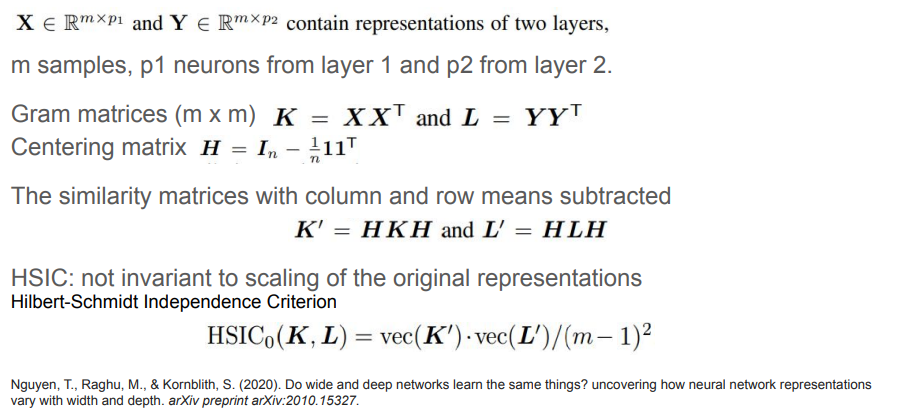 X ∈ ℝ^{m×p₁} and Y ∈ ℝ^{m×p₂} contain representations of two layers,
m samples, p1 neurons from layer 1 and p2 from layer 2.
Gram matrices (m x m) K = XX^⊤ and L = YY^⊤
Centering matrix H = I_n − \frac{1}{n}11^⊤
The similarity matrices with column and row means subtracted
K′ = HKH and L′ = HLH
HSIC: not invariant to scaling of the original representations
Hilbert-Schmidt Independence Criterion
HSIC₀(K, L) = vec(K′) · vec(L′)/(m − 1)²
Nguyen, T., Raghu, M., & Kornblith, S. (2020). Do wide and deep networks learn the same things? uncovering how neural network representations
vary with width and depth. arXiv preprint arXiv:2010.15327.